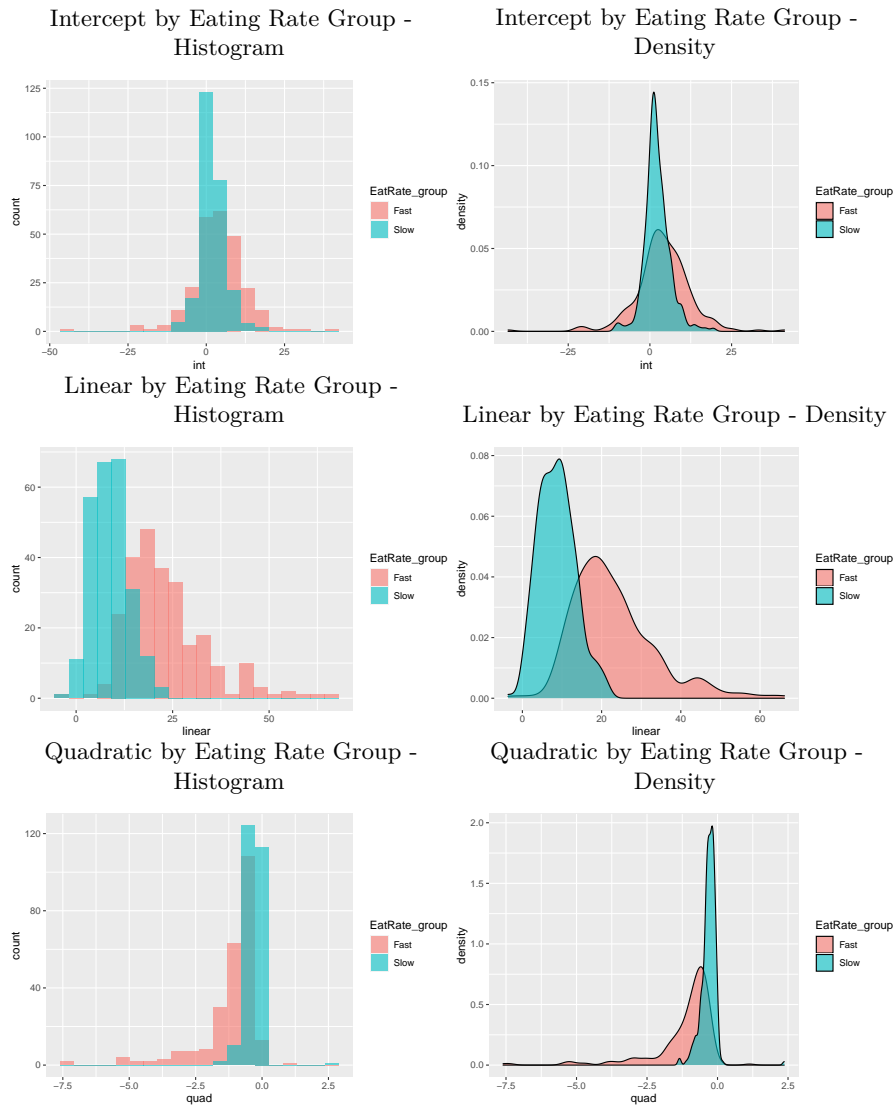 Intercept by Eating Rate Group -
Histogram
125
100
75
50
25
0
count
−50
−25
0
25
int
EatRate_group
Fast
Slow
Intercept by Eating Rate Group -
Density
0.15
0.10
0.05
0.00
density
−25
0
25
int
EatRate_group
Fast
Slow
Linear by Eating Rate Group -
Histogram
60
40
20
0
count
0
25
50
linear
EatRate_group
Fast
Slow
Linear by Eating Rate Group - Density
0.08
0.06
0.04
0.02
0.00
density
0
20
40
60
linear
EatRate_group
Fast
Slow
Quadratic by Eating Rate Group -
Histogram
120
80
40
0
count
−7.5
−5.0
−2.5
0.0
2.5
quad
EatRate_group
Fast
Slow
Quadratic by Eating Rate Group -
Density
2.0
1.5
1.0
0.5
0.0
density
−7.5
−5.0
−2.5
0.0
2.5
quad
EatRate_group
Fast
Slow